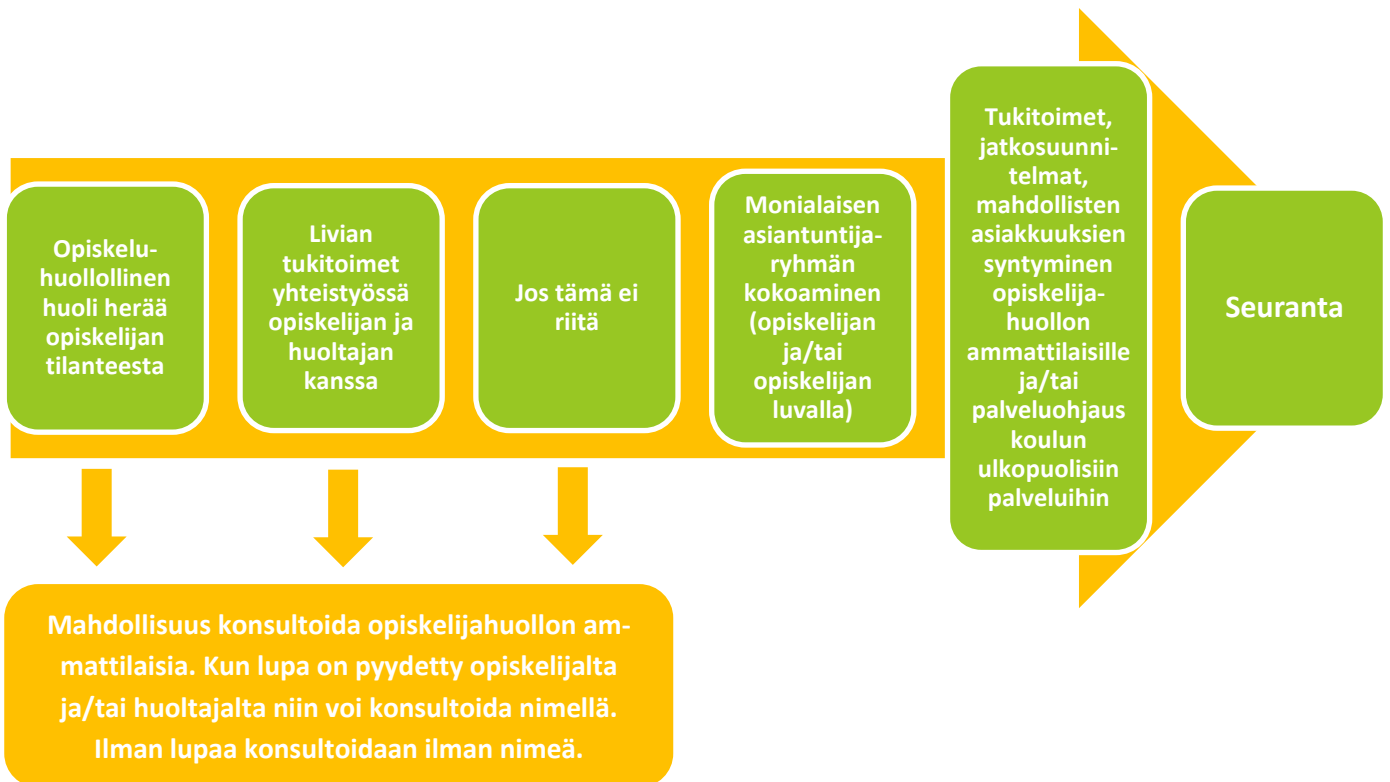 Opiskelu-
huollollinen
huoli herää
opiskelijan
tilanteesta
Livian
tukitoimet
yhteistyössä
opiskelijan ja
huoltajan
kanssa
Jos tämä ei
riitä
Monialaisen
asiantuntija-
ryhmän
kokoaminen
(opiskelijan
ja/tai
opiskelijan
luvalla)
Tukitoimet,
jatkosuunni-
telmat,
mahdollisten
asiakkuuksien
syntyminen
opiskelija-
huollon
ammattilaisille
ja/tai
palveluohjaus
koulun
ulkopuolisiin
palveluihin
Seuranta
Mahdollisuus konsultoida opiskelijahuollon am-
mattilaisia. Kun lupa on pyydetty opiskelijalta
ja/tai huoltajalta niin voi konsultoida nimellä.
Ilman lupaa konsultoidaan ilman nimeä.